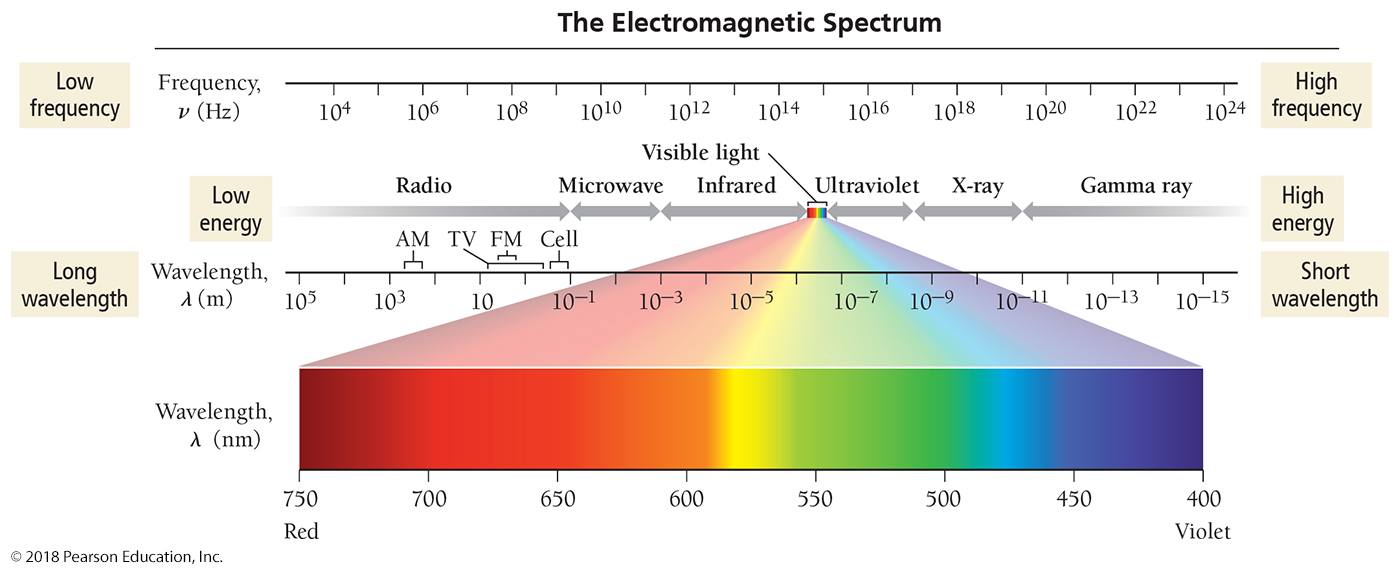 The Electromagnetic Spectrum
Low
frequency
Frequency,
ν (Hz)
10⁴ 10⁶ 10⁸ 10¹⁰ 10¹² 10¹⁴ 10¹⁶ 10¹⁸ 10²⁰ 10²² 10²⁴
High
frequency
Visible light
Low
energy
Radio Microwave Infrared Ultraviolet X-ray Gamma ray
High
energy
AM TV FM Cell
Long
wavelength
Wavelength,
λ (m)
10⁵ 10³ 10 10⁻¹ 10⁻³ 10⁻⁵ 10⁻⁷ 10⁻⁹ 10⁻¹¹ 10⁻¹³ 10⁻¹⁵
Short
wavelength
Wavelength,
λ (nm)
750 700 650 600 550 500 450 400
Red Violet
© 2018 Pearson Education, Inc.